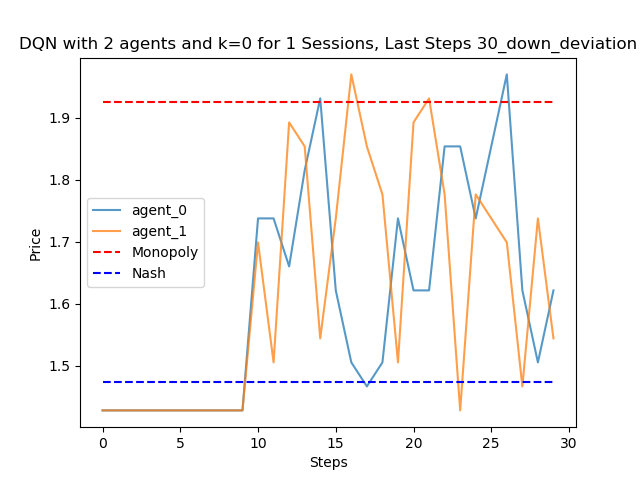 DQN with 2 agents and k=0 for 1 Sessions, Last Steps 30_down_deviation
1.9
1.8
1.7
1.6
1.5
Price
agent_0
agent_1
Monopoly
Nash
0 5 10 15 20 25 30
Steps